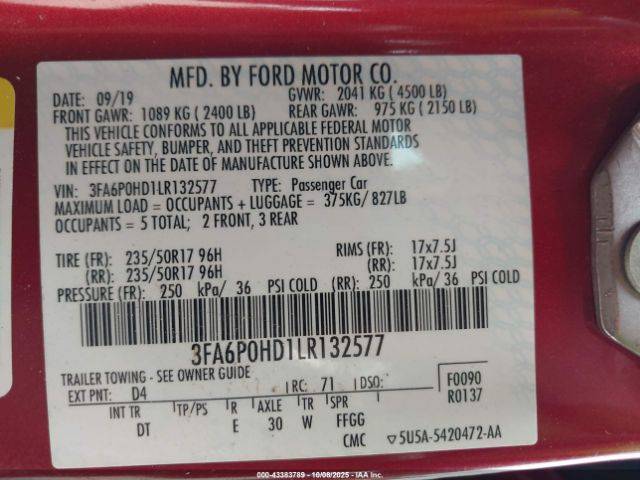 MFD. BY FORD MOTOR CO.
DATE: 09/19 GVWR: 2041 KG ( 4500 LB)
FRONT GAWR: 1089 KG ( 2400 LB) REAR GAWR: 975 KG ( 2150 LB)
THIS VEHICLE CONFORMS TO ALL APPLICABLE FEDERAL MOTOR
VEHICLE SAFETY, BUMPER, AND THEFT PREVENTION STANDARDS
IN EFFECT ON THE DATE OF MANUFACTURE SHOWN ABOVE.
VIN: 3FA6P0HD1LR132577 TYPE: Passenger Car
MAXIMUM LOAD = OCCUPANTS + LUGGAGE = 375KG/ 827LB
OCCUPANTS = 5 TOTAL; 2 FRONT, 3 REAR
TIRE (FR): 235/50R17 96H RIMS (FR): 17x7.5J
(RR): 235/50R17 96H (RR): 17x7.5J
PRESSURE (FR): 250 kPa/ 36 PSI COLD (RR): 250 kPa/ 36 PSI COLD
3FA6P0HD1LR132577
TRAILER TOWING - SEE OWNER GUIDE
EXT PNT: D4 RC: 71 DSO: F0090
R0137
INT TR TP/PS R AXLE TR SPR
DT E 30 W FFGG
CMC 5U5A-5420472-AA
© IAA Owner 43383789 - 10/08/2025 - IAA Holdings, LLC